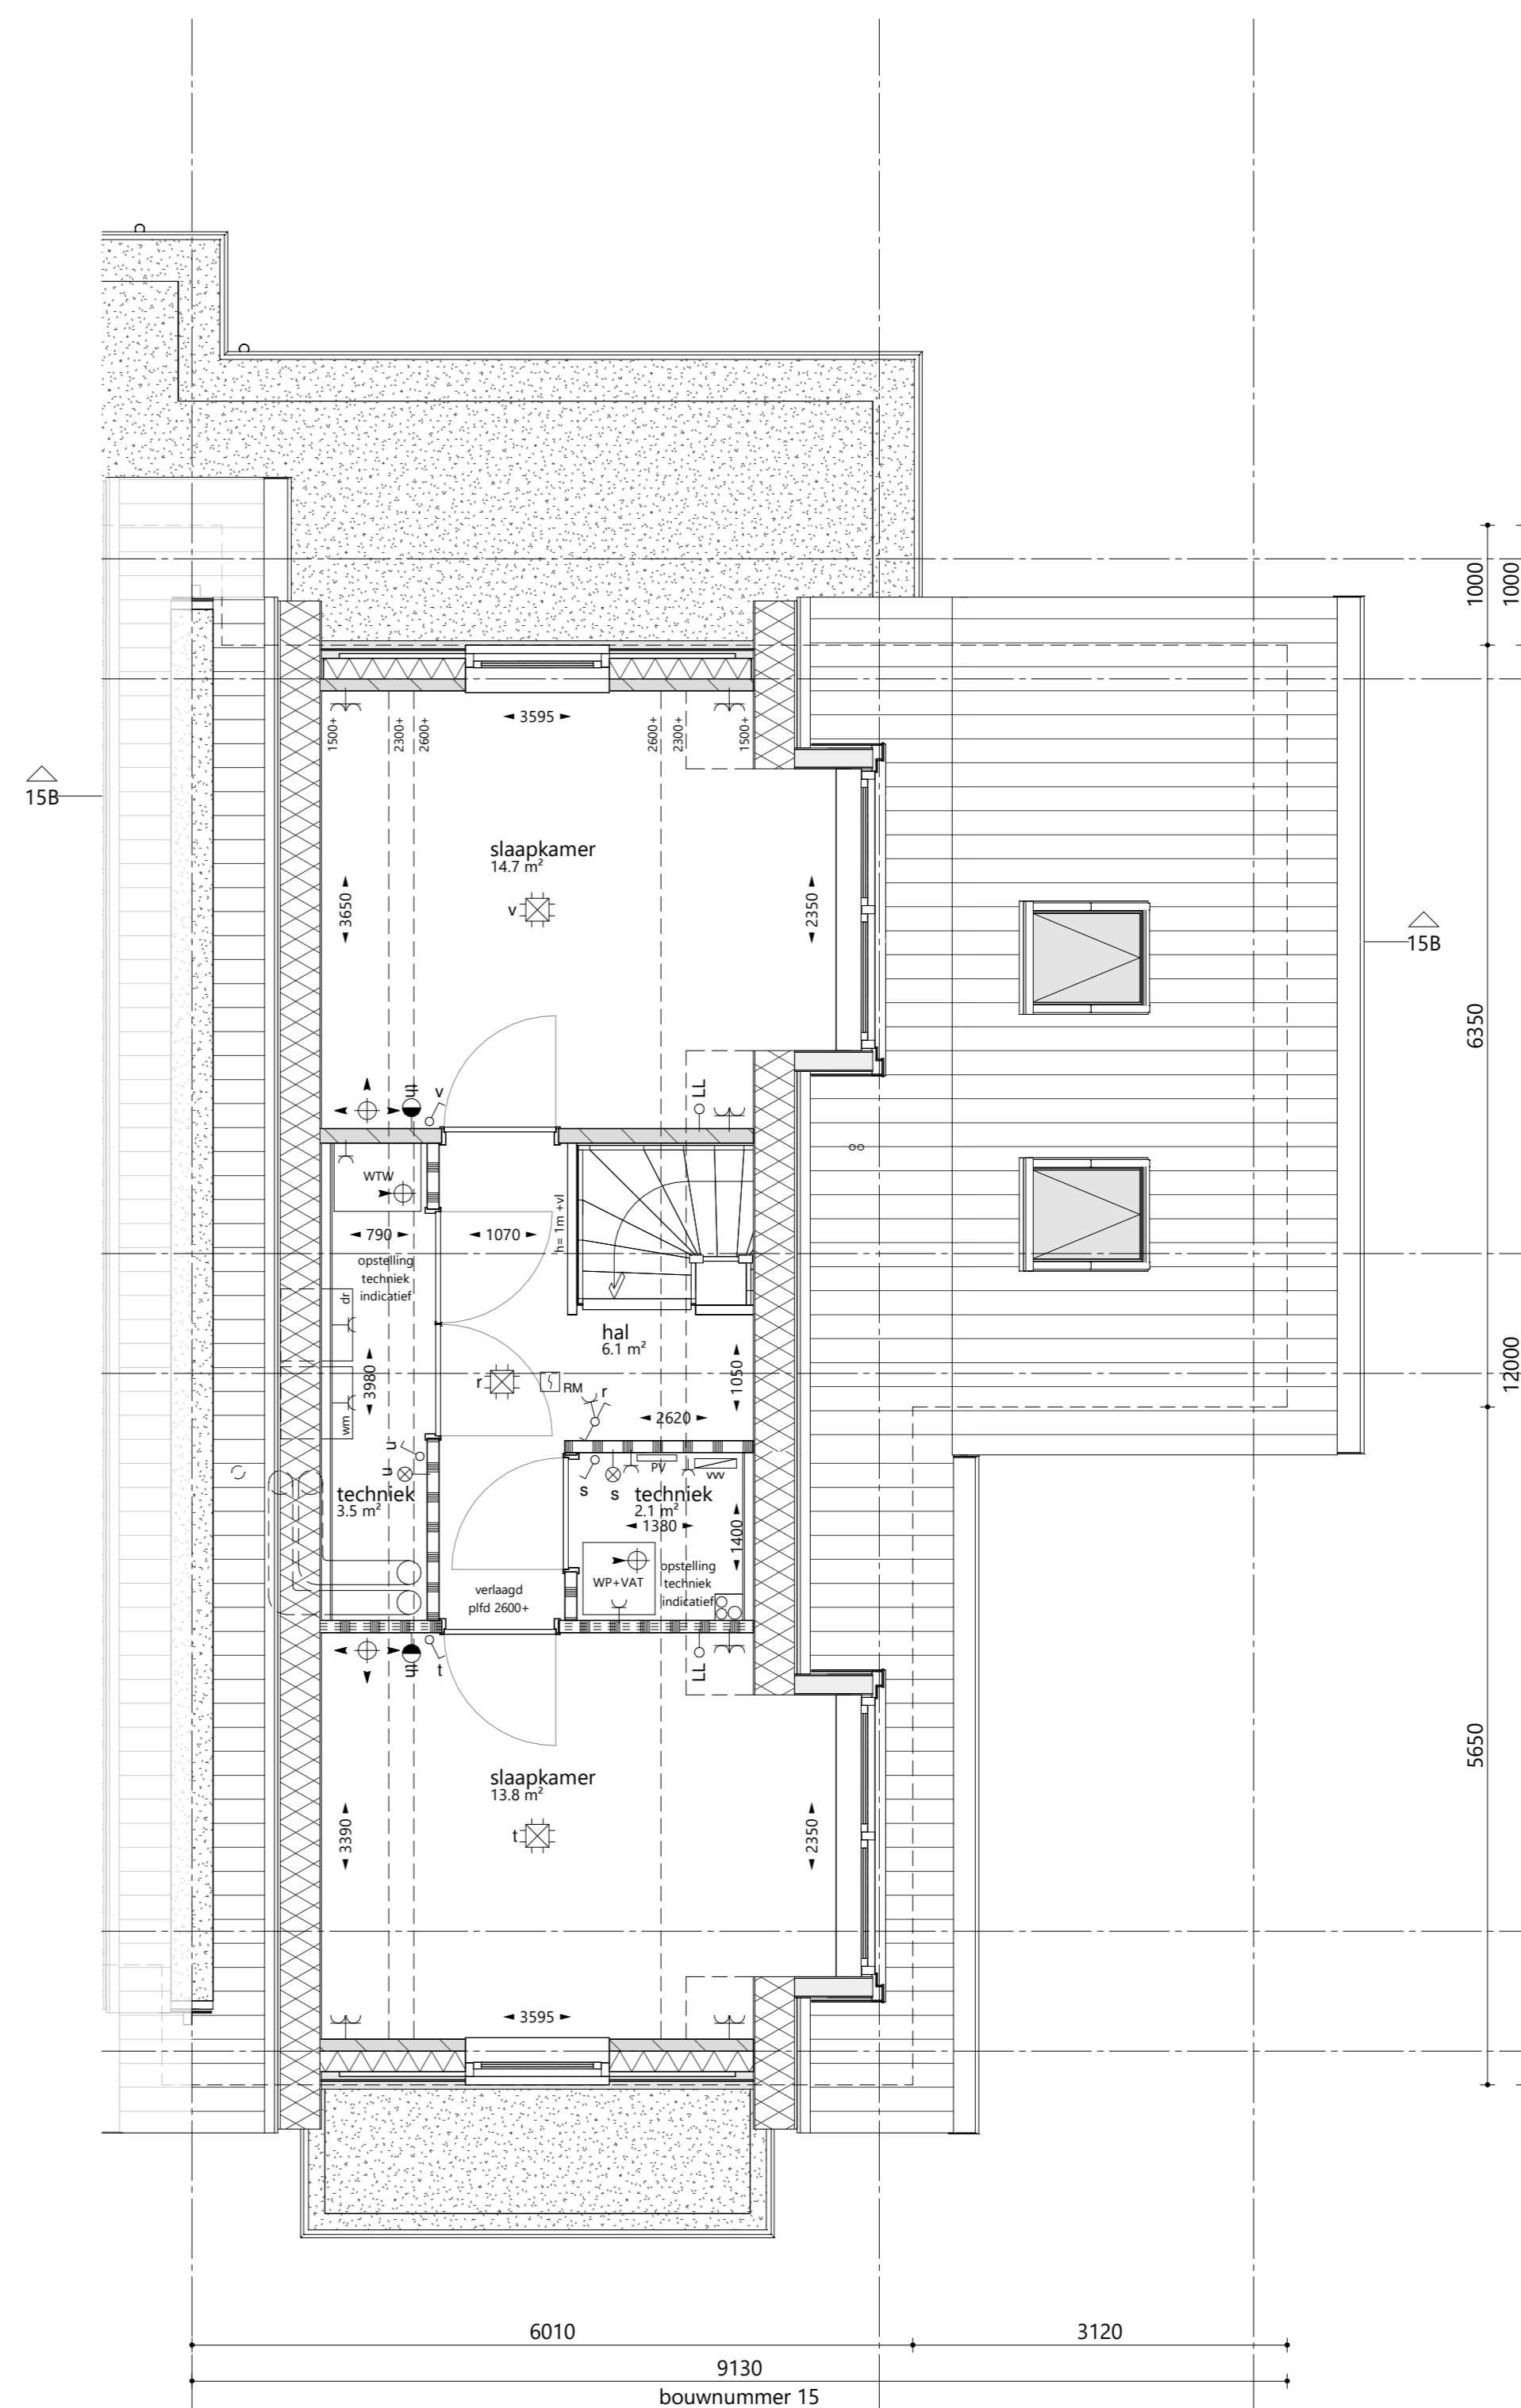 1000
1000
1500+
2300+
2600+
3595
2600+
2300+
1500+
15B
slaapkamer
14.7 m²
v
3650
2350
15B
6350
th
v
LL
WTW
790
1070
h= 1m +vl
opstelling
techniek
indicatief
dr
hal
6.1 m²
3980
r
RM
r
1050
12000
wm
2620
n
n
s
s
PV
vvv
techniek
3.5 m²
techniek
2.1 m²
1380
1400
opstelling
techniek
indicatief
WP+VAT
verlaagd
plfd 2600+
th
t
LL
5650
slaapkamer
13.8 m²
t
3390
2350
3595
6010
3120
9130
bouwnummer 15